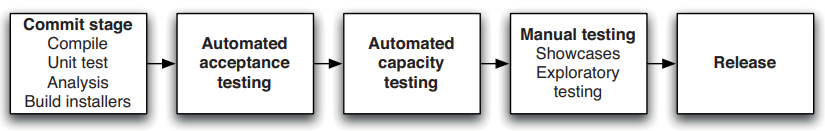 Commit stage
Compile
Unit test
Analysis
Build installers
Automated
acceptance
testing
Automated
capacity
testing
Manual testing
Showcases
Exploratory
testing
Release